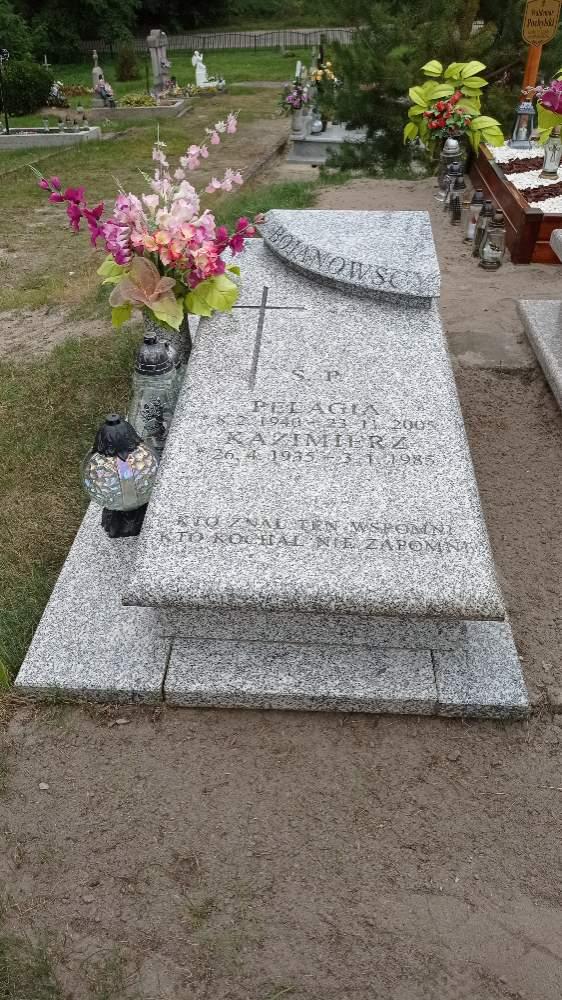 Ś. P.
PELAGIA
* 8. 2. 1940 - 23. 11. 2005
KAZIMIERZ
* 26. 4. 1935 - 3. 1. 1985
KTO ZNAŁ TEN WSPOMNI
KTO KOCHAŁ NIE ZAPOMNI